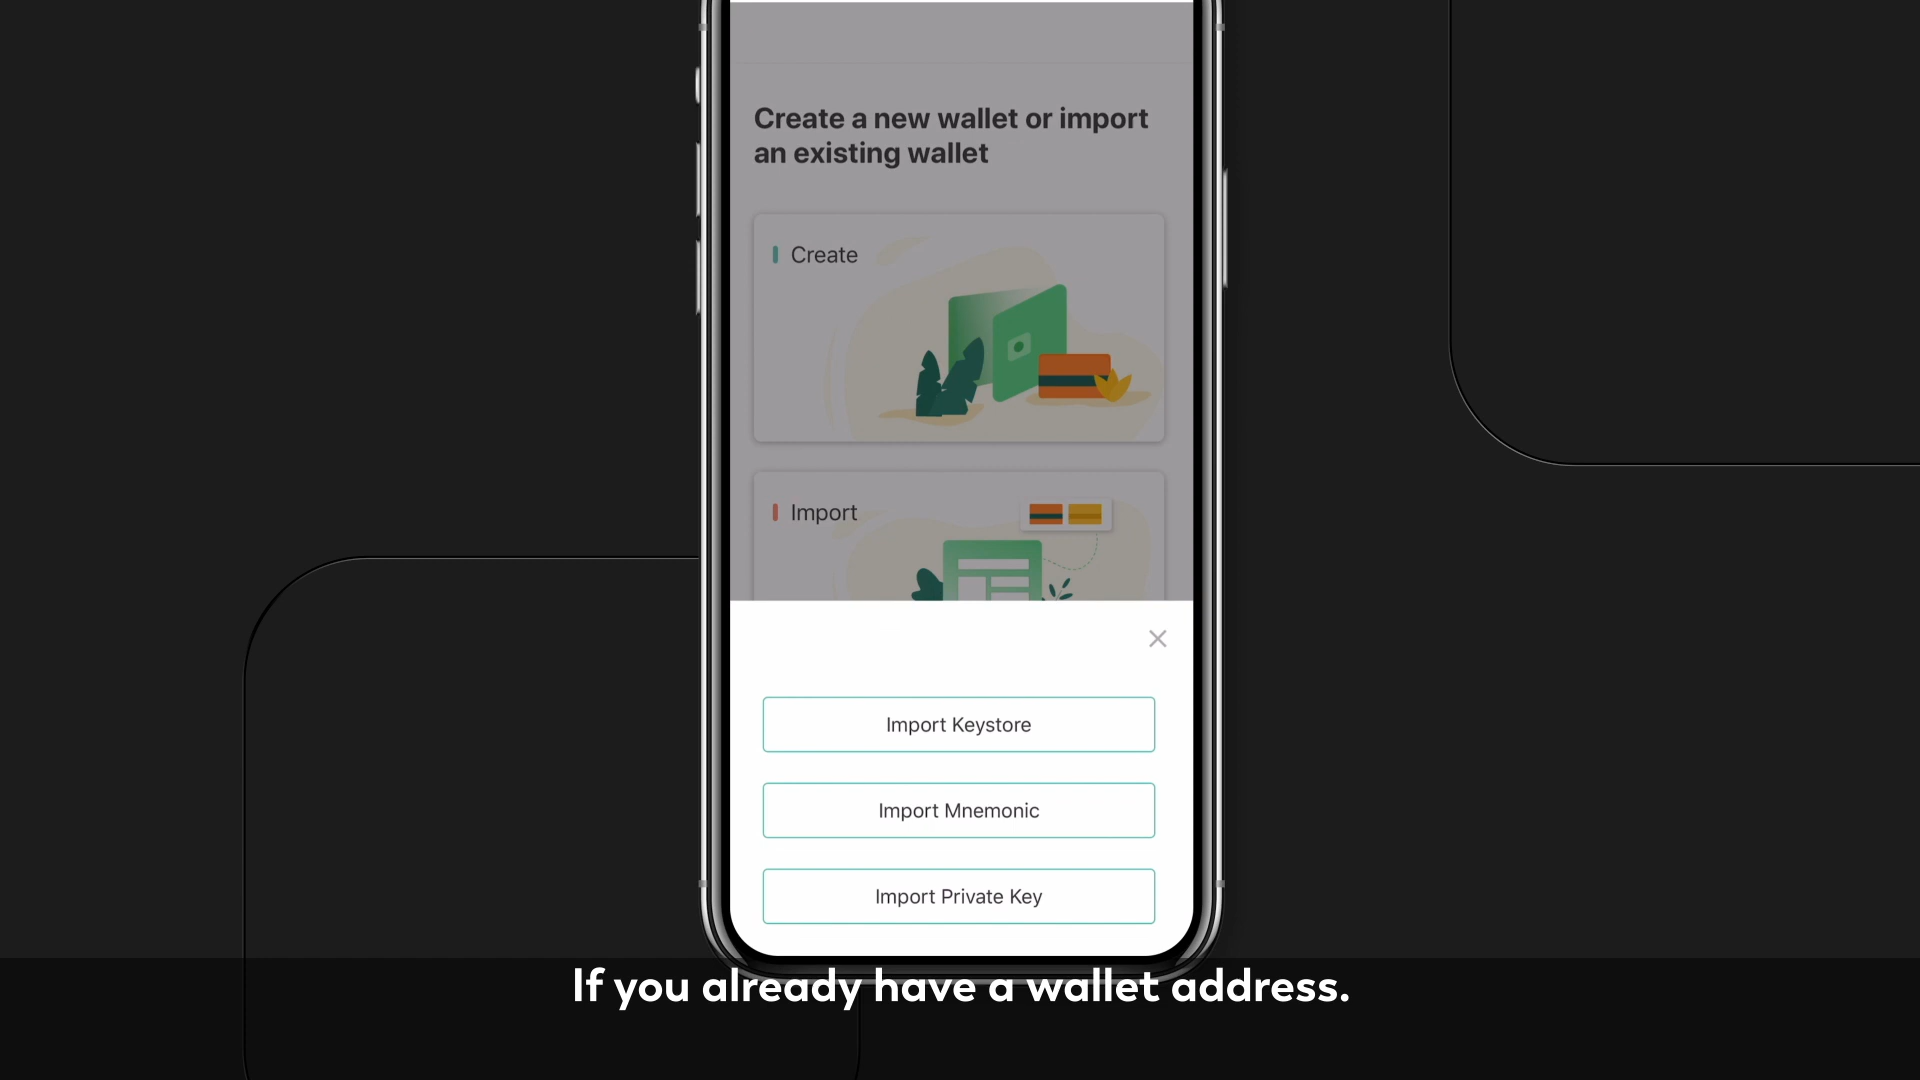 Create a new wallet or import
an existing wallet
Create
Import
Import Keystore
Import Mnemonic
Import Private Key
If you already have a wallet address.